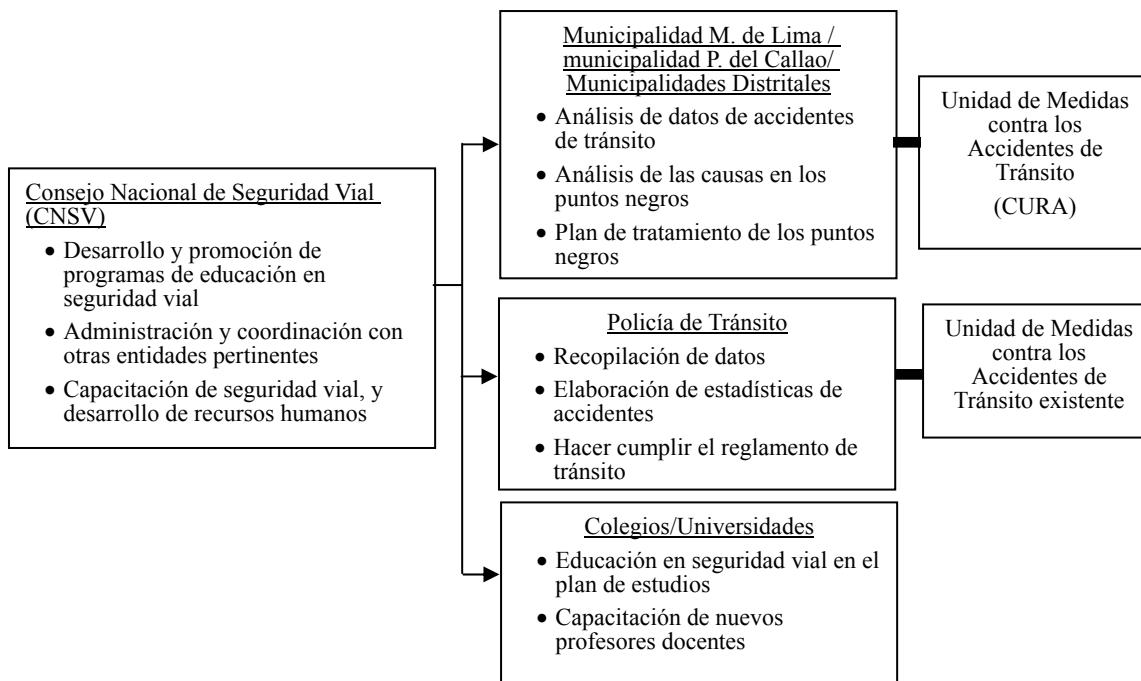 Consejo Nacional de Seguridad Vial
(CNSV)
• Desarrollo y promoción de
programas de educación en
seguridad vial
• Administración y coordinación con
otras entidades pertinentes
• Capacitación de seguridad vial, y
desarrollo de recursos humanos
Municipalidad M. de Lima /
municipalidad P. del Callao/
Municipalidades Distritales
• Análisis de datos de accidentes
de tránsito
• Análisis de las causas en los
puntos negros
• Plan de tratamiento de los puntos
negros
Unidad de Medidas
contra los
Accidentes de
Tránsito
(CURA)
Policía de Tránsito
• Recopilación de datos
• Elaboración de estadísticas de
accidentes
• Hacer cumplir el reglamento de
tránsito
Unidad de Medidas
contra los
Accidentes de
Tránsito existente
Colegios/Universidades
• Educación en seguridad vial en el
plan de estudios
• Capacitación de nuevos
profesores docentes